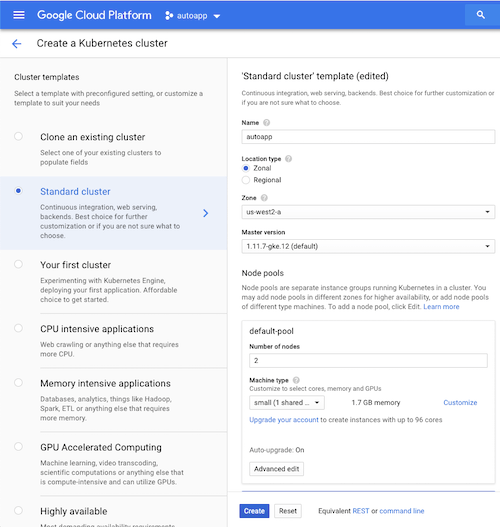 Google Cloud Platform autoapp
Create a Kubernetes cluster
Cluster templates
Select a template with preconfigured setting, or customize a
template to suit your needs
Clone an existing cluster
Select one of your existing clusters to
populate fields
Standard cluster
Continuous integration, web serving,
backends. Best choice for further
customization or if you are not sure what to
choose.
Your first cluster
Experimenting with Kubernetes Engine,
deploying your first application. Affordable
choice to get started.
CPU intensive applications
Web crawling or anything else that requires
more CPU.
Memory intensive applications
Databases, analytics, things like Hadoop,
Spark, ETL or anything else that requires
more memory.
GPU Accelerated Computing
Machine learning, video transcoding,
scientific computations or anything else that
is compute-intensive and can utilize GPUs.
Highly available
Most demanding availability requirements
'Standard cluster' template (edited)
Continuous integration, web serving, backends. Best choice for further customization or
if you are not sure what to choose.
Name
autoapp
Location type
Zonal
Regional
Zone
us-west2-a
Master version
1.11.7-gke.12 (default)
Node pools
Node pools are separate instance groups running Kubernetes in a cluster. You
may add node pools in different zones for higher availability, or add node pools
of different type machines. To add a node pool, click Edit. Learn more
default-pool
Number of nodes
2
Machine type
Customize to select cores, memory and GPUs
small (1 shared ... 1.7 GB memory Customize
Upgrade your account to create instances with up to 96 cores
Auto-upgrade: On
Advanced edit
Create Reset Equivalent REST or command line